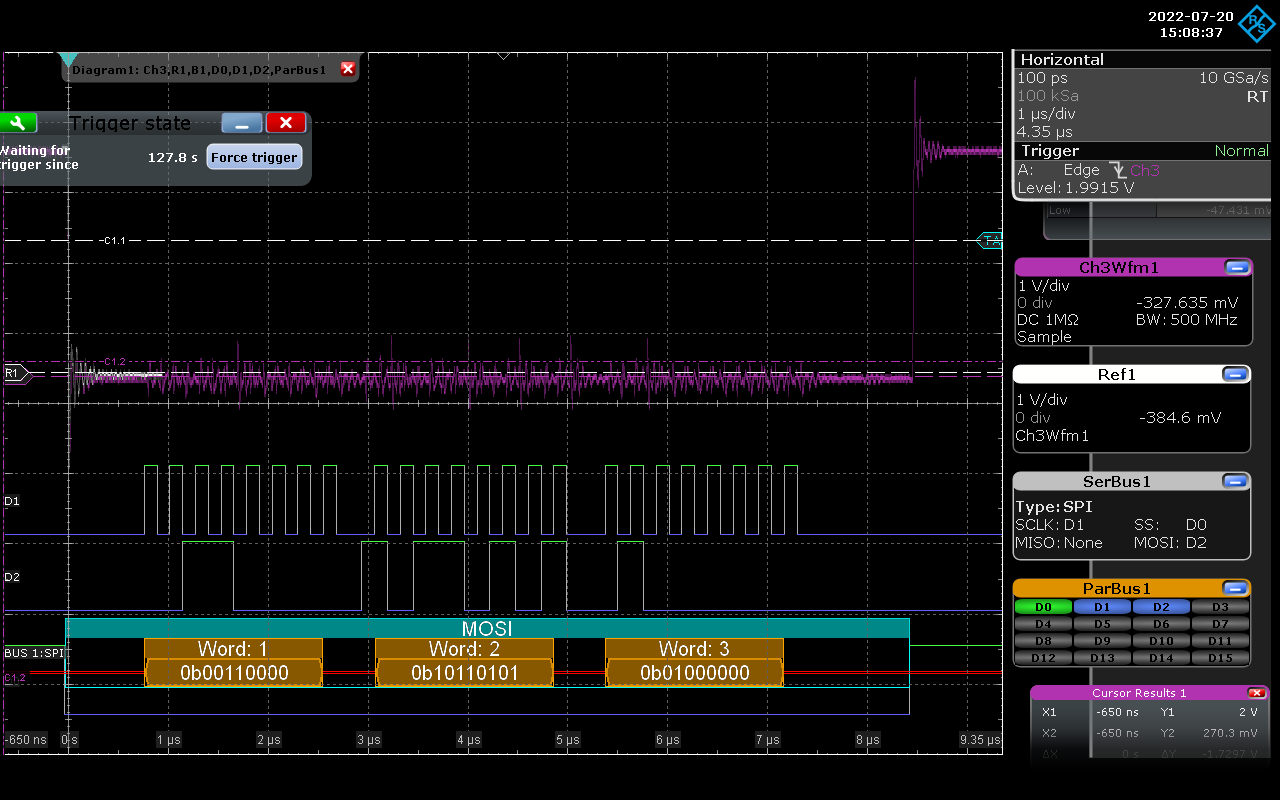 2022-07-20
15:08:37
R&S
Diagram1: Ch3,R1,B1,D0,D1,D2,ParBus1
Trigger state
Waiting for trigger since
127.8 s
Force trigger
C1.1
TA
C1.2
R1
D1
D2
MOSI
BUS 1:SPI
Word: 1
Word: 2
Word: 3
0b00110000
0b10110101
0b01000000
C1.2
-650 ns
0 s
1 µs
2 µs
3 µs
4 µs
5 µs
6 µs
7 µs
8 µs
9.35 µs
Horizontal
100 ps 10 GSa/s
100 kSa RT
1 µs/div
4.35 µs
Trigger Normal
A: Edge Ch3
Level: 1.9915 V
Low -47.431 mV
Ch3Wfm1
1 V/div
0 div -327.635 mV
DC 1MΩ BW: 500 MHz
Sample
Ref1
1 V/div
0 div -384.6 mV
Ch3Wfm1
SerBus1
Type: SPI
SCLK: D1 SS: D0
MISO: None MOSI: D2
ParBus1
D0 D1 D2 D3
D4 D5 D6 D7
D8 D9 D10 D11
D12 D13 D14 D15
Cursor Results 1
X1 -650 ns Y1 2 V
X2 -650 ns Y2 270.3 mV
ΔX 0 s ΔY -1.7297 V